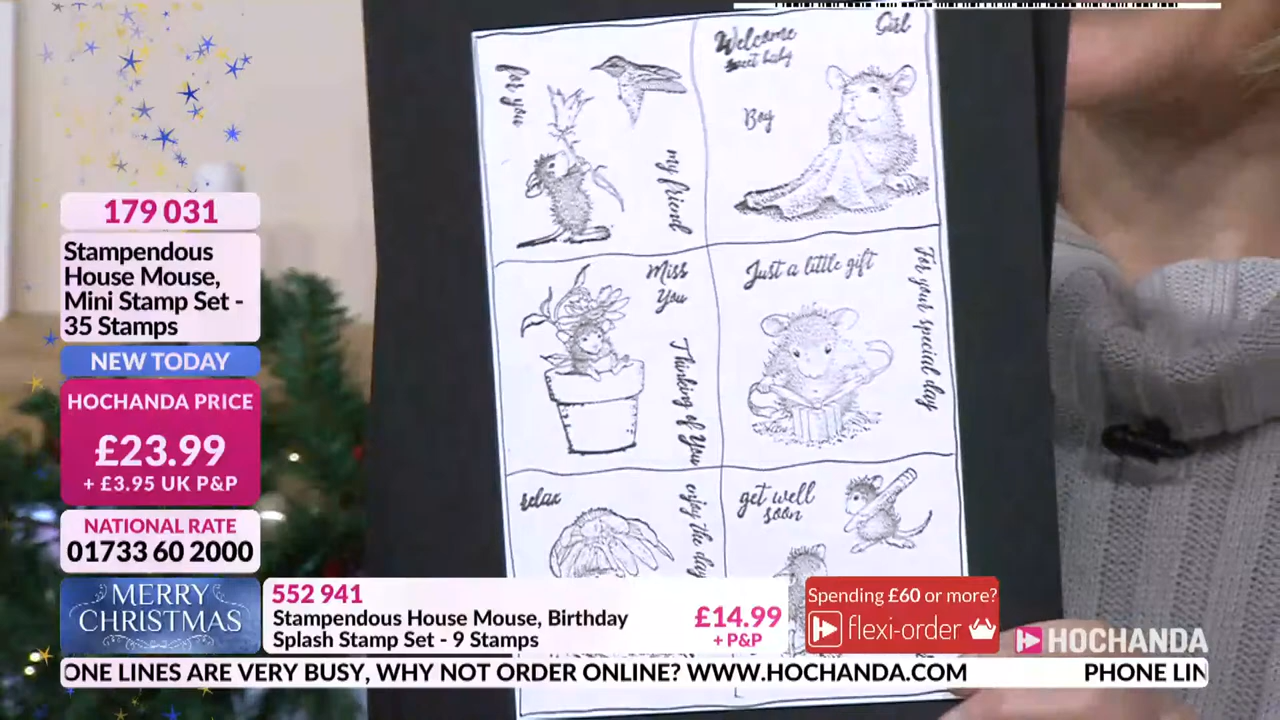 for you
my friend
Welcome
sweet baby
Girl
Boy
Miss
You
Thinking of You
Just a little gift
For your special day
relax
enjoy the day
get well
soon
179 031
Stampendous
House Mouse,
Mini Stamp Set -
35 Stamps
NEW TODAY
HOCHANDA PRICE
£23.99
+ £3.95 UK P&P
NATIONAL RATE
01733 60 2000
MERRY
CHRISTMAS
552 941
Stampendous House Mouse, Birthday
Splash Stamp Set - 9 Stamps
£14.99
+ P&P
Spending £60 or more?
flexi-order
HOCHANDA
ONE LINES ARE VERY BUSY, WHY NOT ORDER ONLINE? WWW.HOCHANDA.COM PHONE LIN